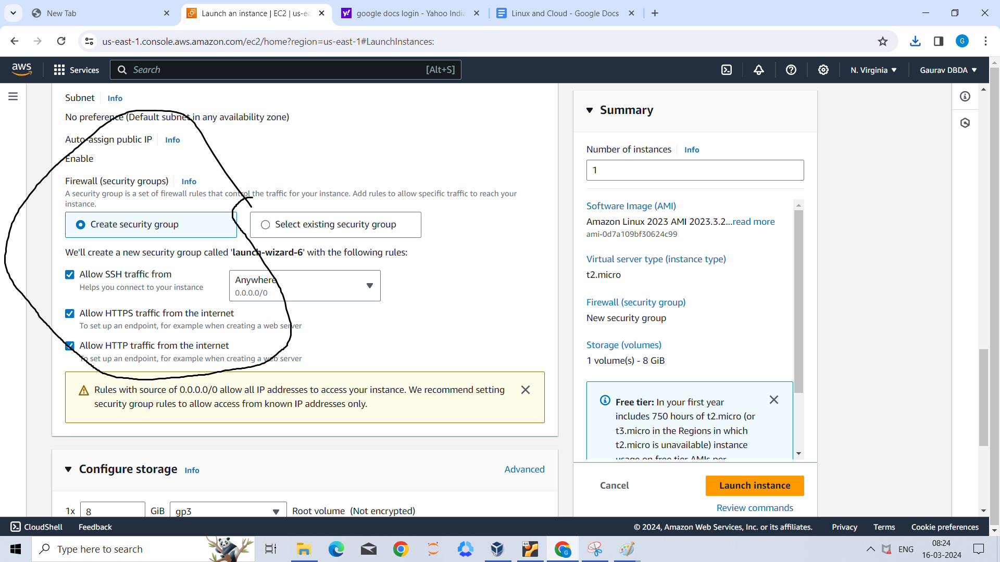 New Tab
Launch an instance | EC2 | us-ea
google docs login - Yahoo India
Linux and Cloud - Google Docs
us-east-1.console.aws.amazon.com/ec2/home?region=us-east-1#LaunchInstances:
G
aws
Services
Search
[Alt+S]
N. Virginia
Gaurav DBDA
Subnet Info
No preference (Default subnet in any availability zone)
Auto-assign public IP Info
Enable
Firewall (security groups) Info
A security group is a set of firewall rules that control the traffic for your instance. Add rules to allow specific traffic to reach your
instance.
Create security group
Select existing security group
We'll create a new security group called 'launch-wizard-6' with the following rules:
Allow SSH traffic from
Helps you connect to your instance
Anywhere
0.0.0.0/0
Allow HTTPS traffic from the internet
To set up an endpoint, for example when creating a web server
Allow HTTP traffic from the internet
To set up an endpoint, for example when creating a web server
Rules with source of 0.0.0.0/0 allow all IP addresses to access your instance. We recommend setting
security group rules to allow access from known IP addresses only.
Configure storage Info
Advanced
1x 8 GiB gp3 Root volume (Not encrypted)
Summary
Number of instances Info
1
Software Image (AMI)
Amazon Linux 2023 AMI 2023.3.2...read more
ami-0d7a109bf30624c99
Virtual server type (instance type)
t2.micro
Firewall (security group)
New security group
Storage (volumes)
1 volume(s) - 8 GiB
Free tier: In your first year
includes 750 hours of t2.micro (or
t3.micro in the Regions in which
t2.micro is unavailable) instance
usage on free tier AMIs per
Cancel
Launch instance
Review commands
CloudShell
Feedback
© 2024, Amazon Web Services, Inc. or its affiliates.
Privacy
Terms
Cookie preferences
Type here to search
64
G
ENG
08:24
16-03-2024